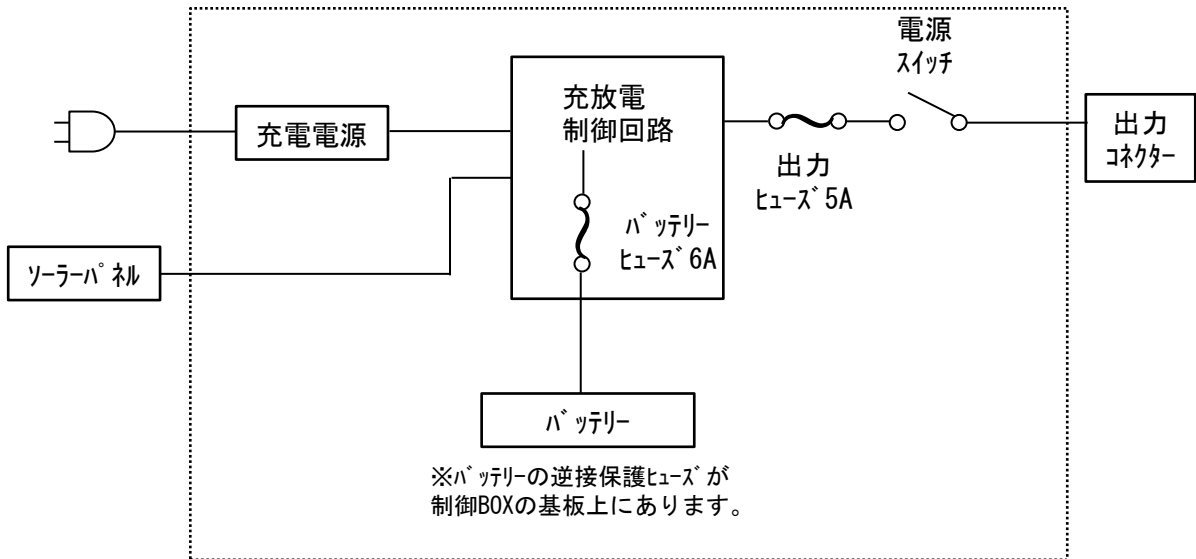 電源
スイッチ
充放電
制御回路
充電電源
出力
コネクター
出力
ヒューズ5A
バッテリー
ヒューズ6A
ソーラーパネル
バッテリー
※バッテリーの逆接保護ヒューズが
制御BOXの基板上にあります。